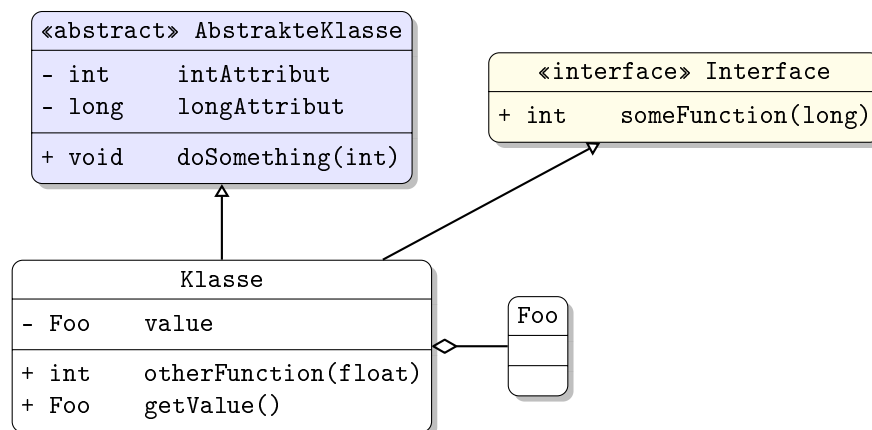 «abstract» AbstrakteKlasse
- int intAttribut
- long longAttribut
+ void doSomething(int)
«interface» Interface
+ int someFunction(long)
Klasse
- Foo value
+ int otherFunction(float)
+ Foo getValue()
Foo